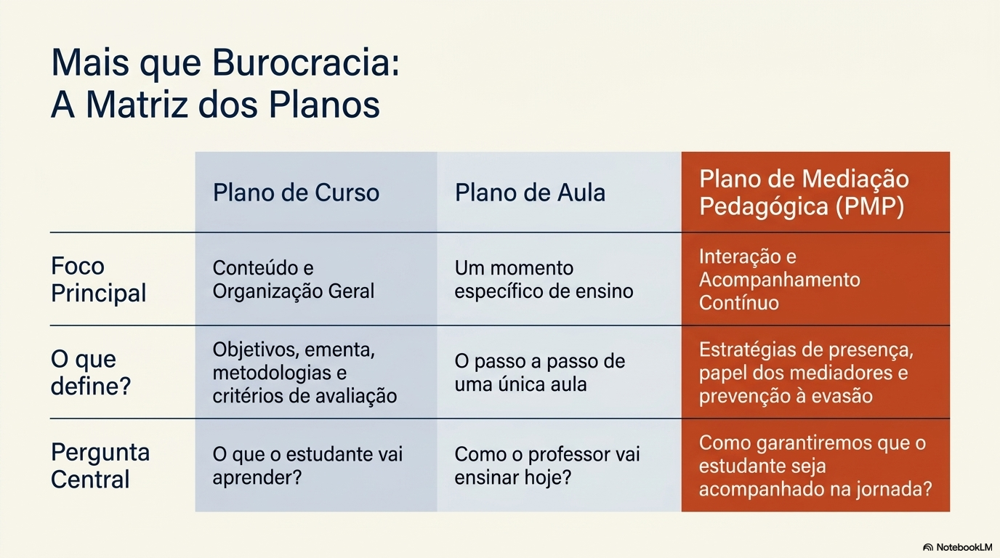 Mais que Burocracia:
A Matriz dos Planos
Plano de Curso
Plano de Aula
Plano de Mediação
Pedagógica (PMP)
Foco
Principal
Conteúdo e
Organização Geral
Um momento
específico de ensino
Interação e
Acompanhamento
Contínuo
O que
define?
Objetivos, ementa,
metodologias e
critérios de avaliação
O passo a passo de
uma única aula
Estratégias de presença,
papel dos mediadores e
prevenção à evasão
Pergunta
Central
O que o estudante vai
aprender?
Como o professor vai
ensinar hoje?
Como garantiremos que o
estudante seja
acompanhado na jornada?
NotebookLM